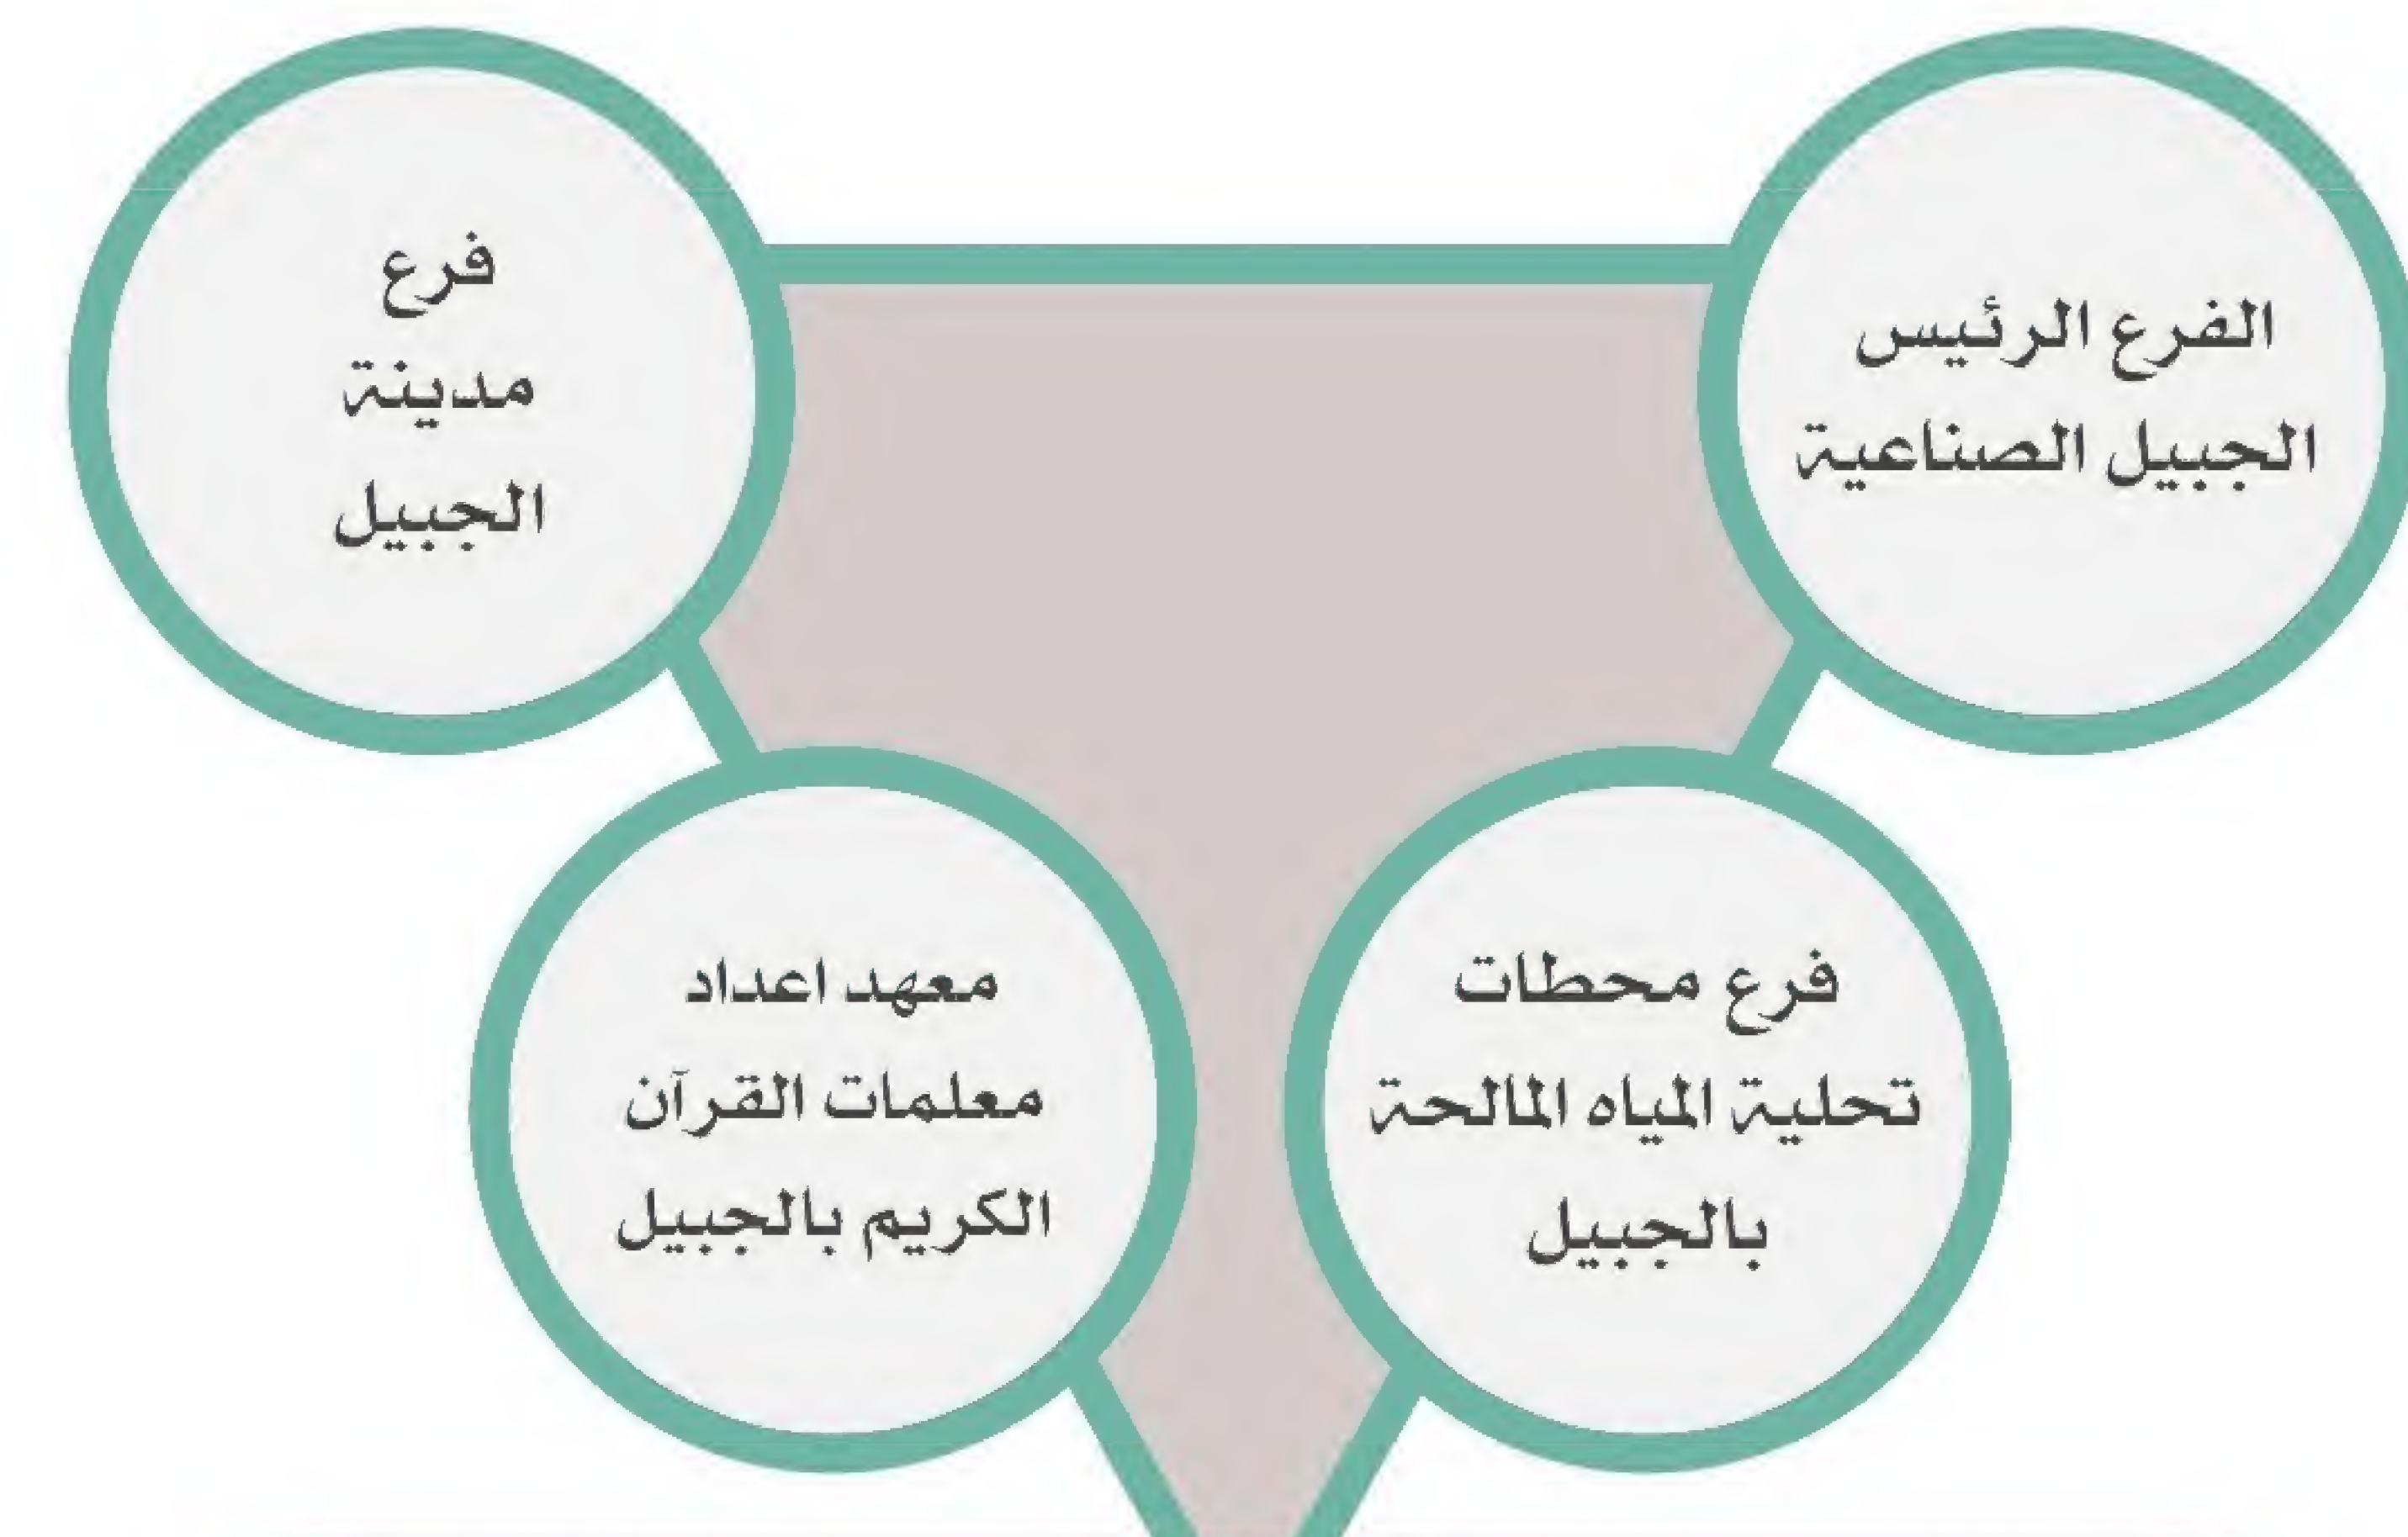 الفرع الرئيس
الجبيل الصناعية
فرع
مدينة
الجبيل
فرع محطات
تحلية المياه المالحة
بالجبيل
معهد اعداد
معلمات القرآن
الكريم بالجبيل